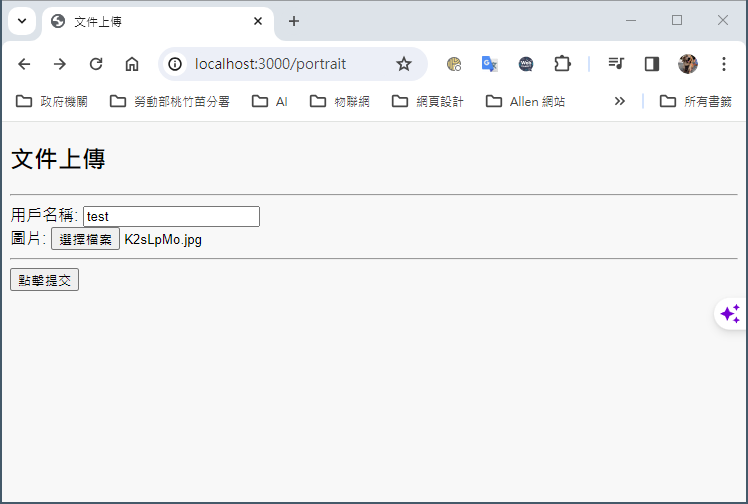 文件上傳
localhost:3000/portrait
政府機關 勞動部桃竹苗分署 AI 物聯網 網頁設計 Allen 網站 所有書籤
文件上傳
用戶名稱: test
圖片: 選擇檔案 K2sLpMo.jpg
點擊提交